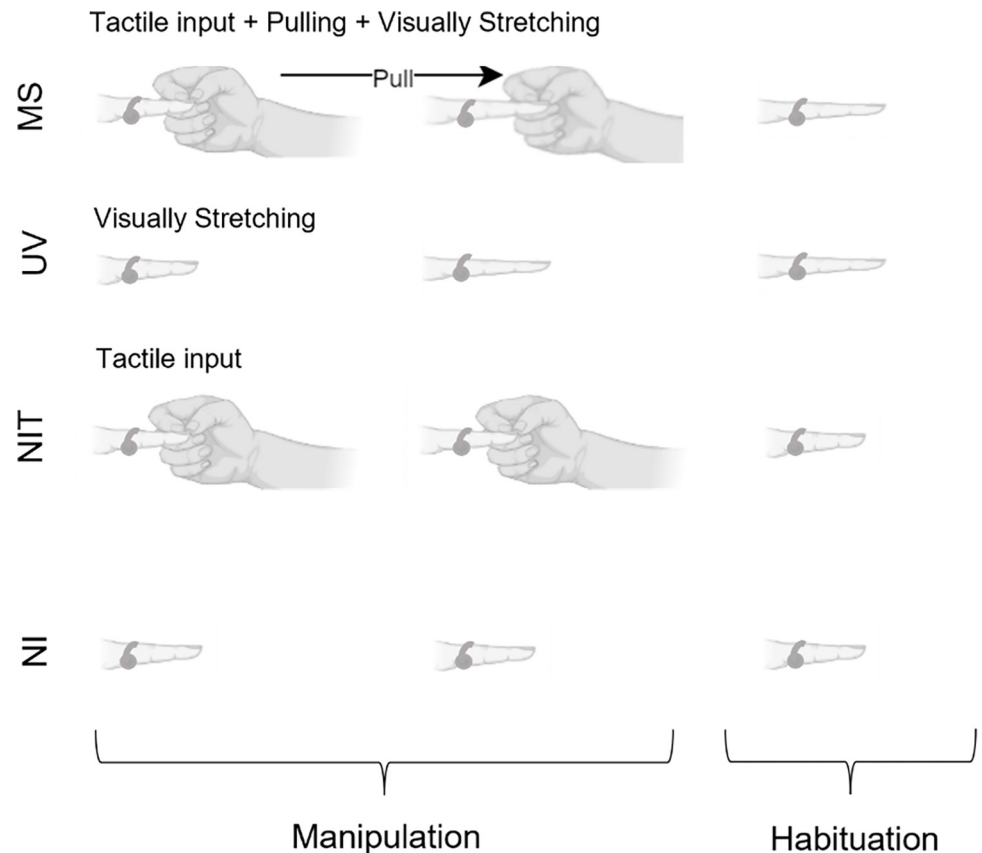 Tactile input + Pulling + Visually Stretching
MS
Pull
UV
Visually Stretching
NIT
Tactile input
NI
Manipulation
Habituation